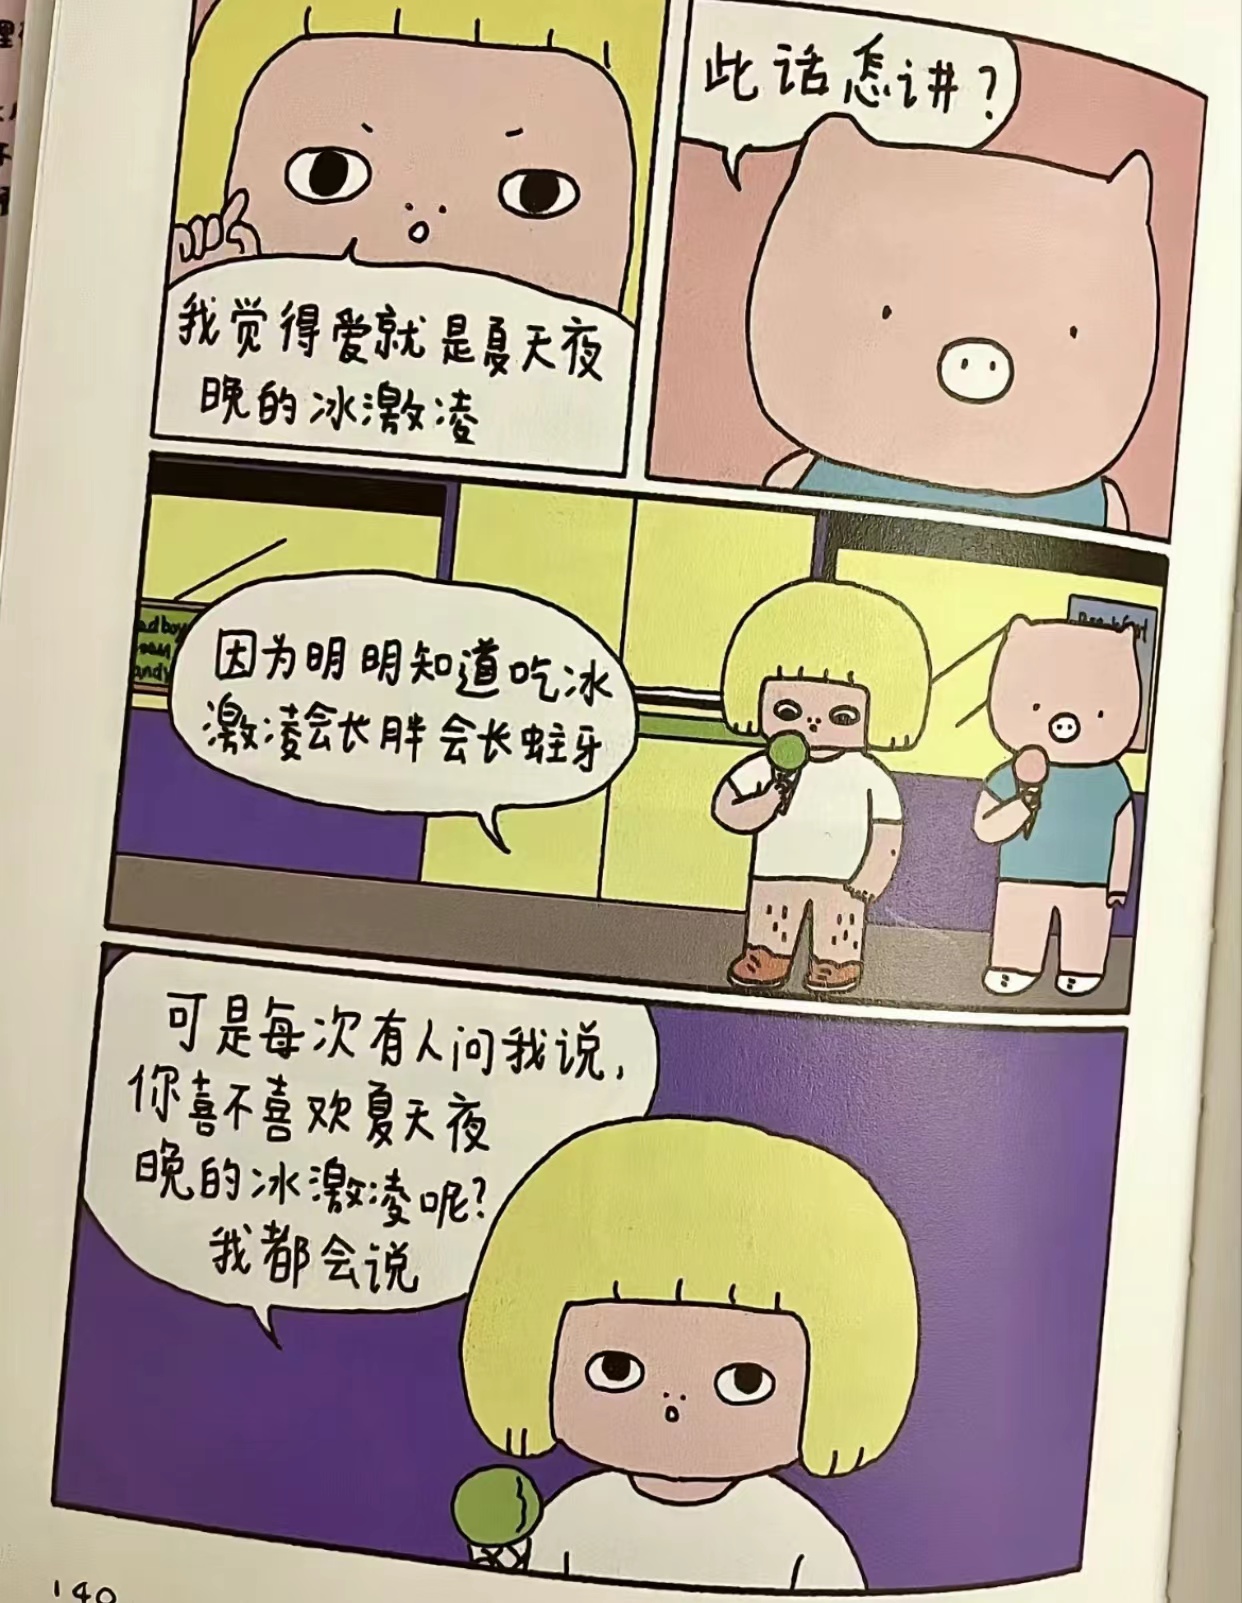 我觉得爱就是夏天夜
晚的冰激凌
此话怎讲?
因为明明知道吃冰
激凌会长胖会长蛀牙
可是每次有人问我说,
你喜不喜欢夏天夜
晚的冰激凌呢?
我都会说
140